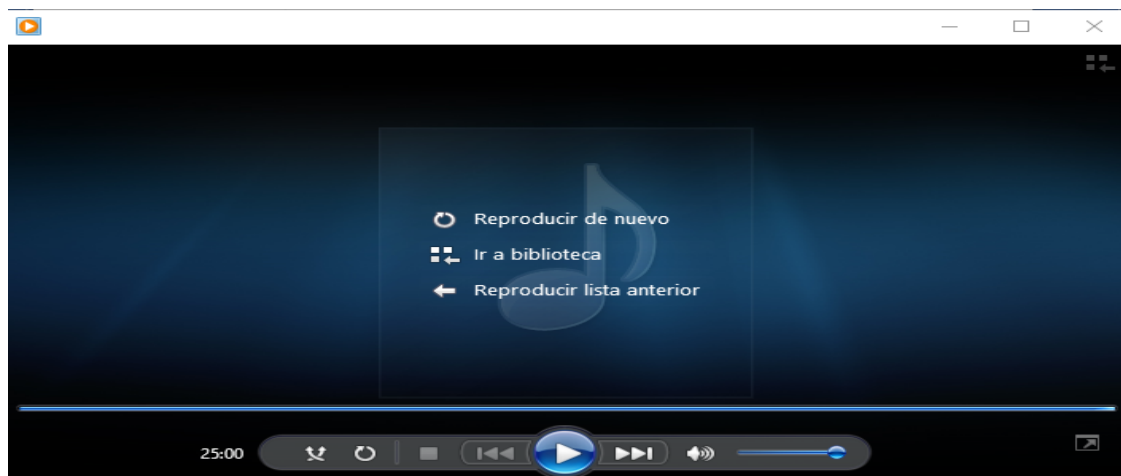 Reproducir de nuevo
Ir a biblioteca
Reproducir lista anterior
25:00